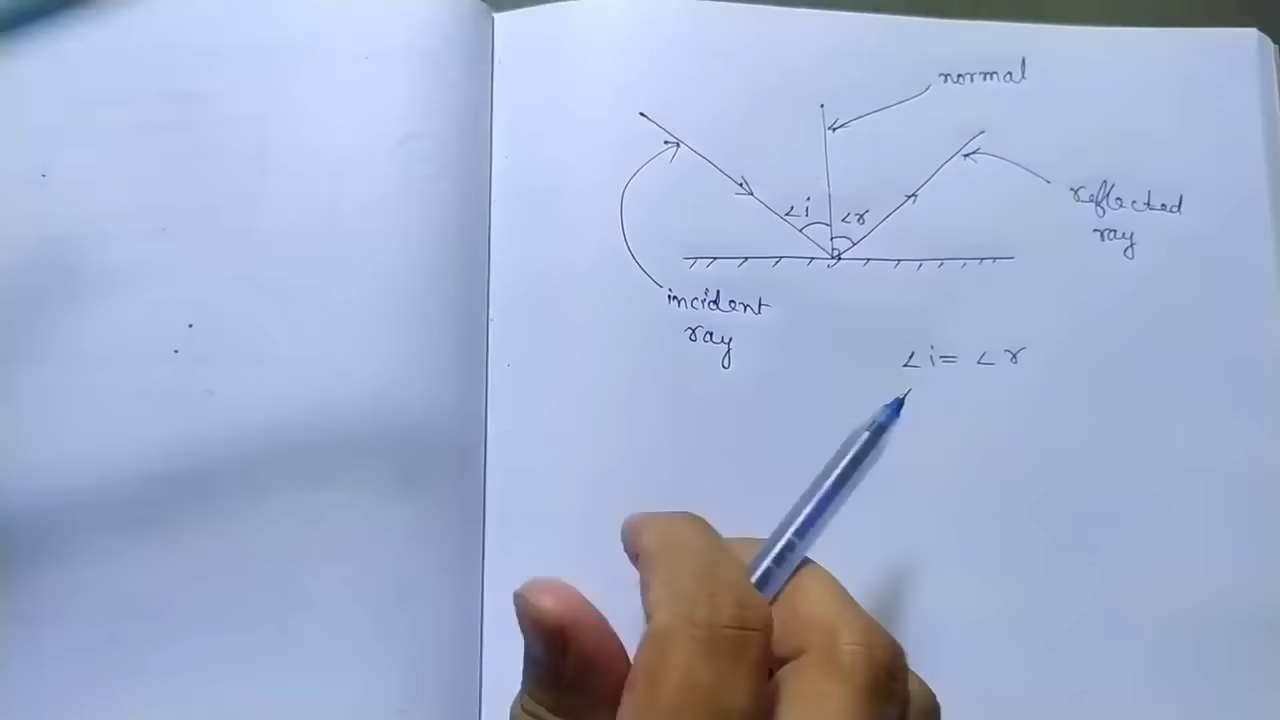 normal
∠i ∠r
reflected
ray
incident
ray
∠i = ∠r